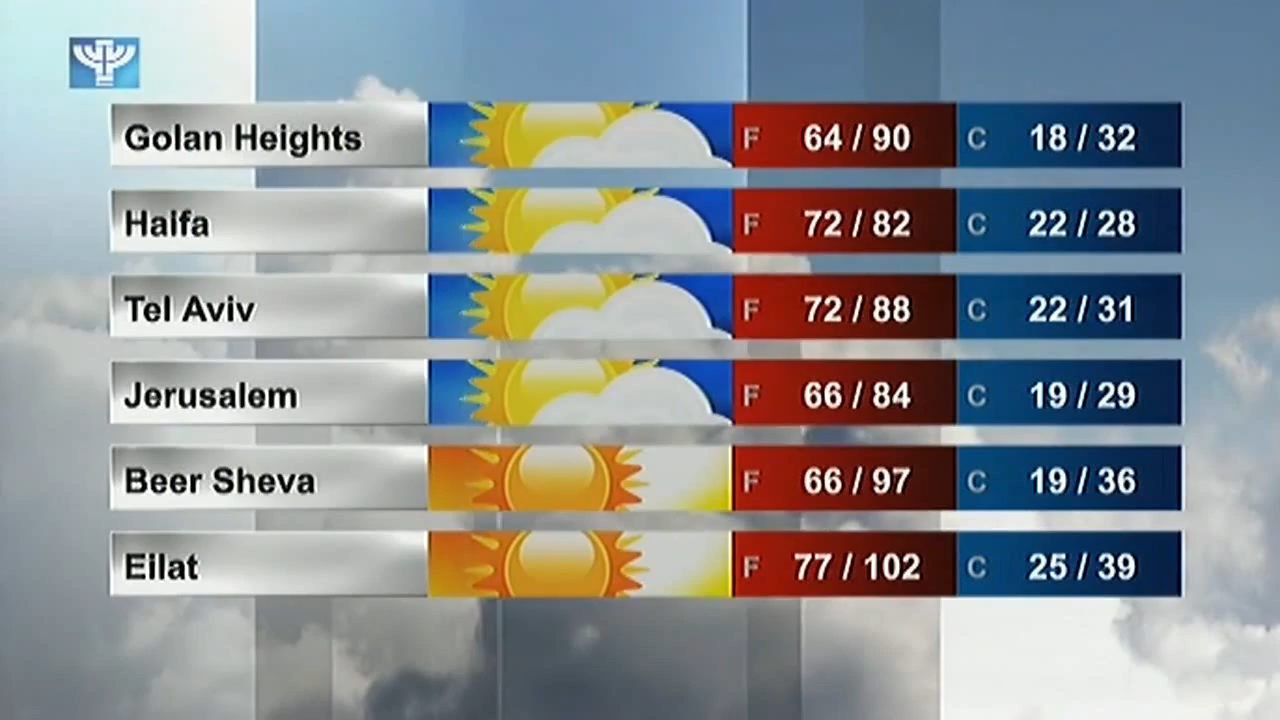 Golan Heights F 64 / 90 C 18 / 32
Haifa F 72 / 82 C 22 / 28
Tel Aviv F 72 / 88 C 22 / 31
Jerusalem F 66 / 84 C 19 / 29
Beer Sheva F 66 / 97 C 19 / 36
Eilat F 77 / 102 C 25 / 39